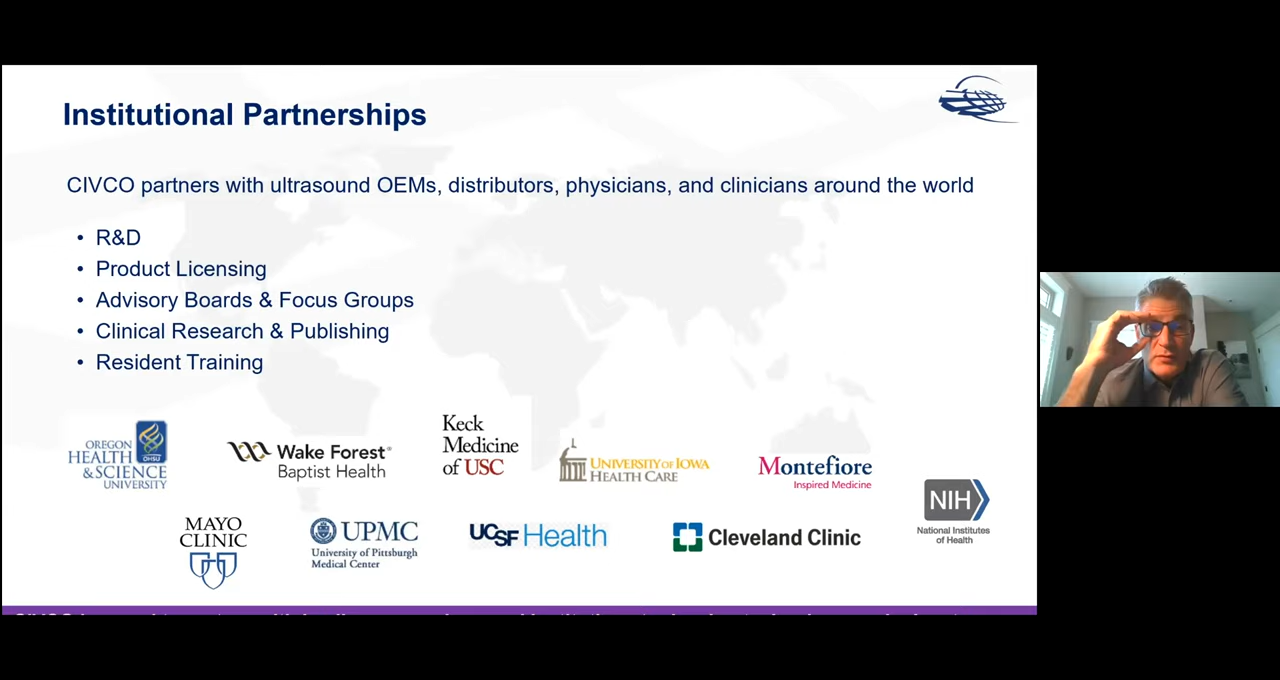 Institutional Partnerships
CIVCO partners with ultrasound OEMs, distributors, physicians, and clinicians around the world
• R&D
• Product Licensing
• Advisory Boards & Focus Groups
• Clinical Research & Publishing
• Resident Training
OREGON
HEALTH
& SCIENCE
UNIVERSITY
OHSU
Wake Forest®
Baptist Health
Keck
Medicine
of USC
UNIVERSITY OF IOWA
HEALTH CARE
Montefiore
Inspired Medicine
NIH
National Institutes
of Health
MAYO
CLINIC
UPMC
University of Pittsburgh
Medical Center
UCSF Health
Cleveland Clinic